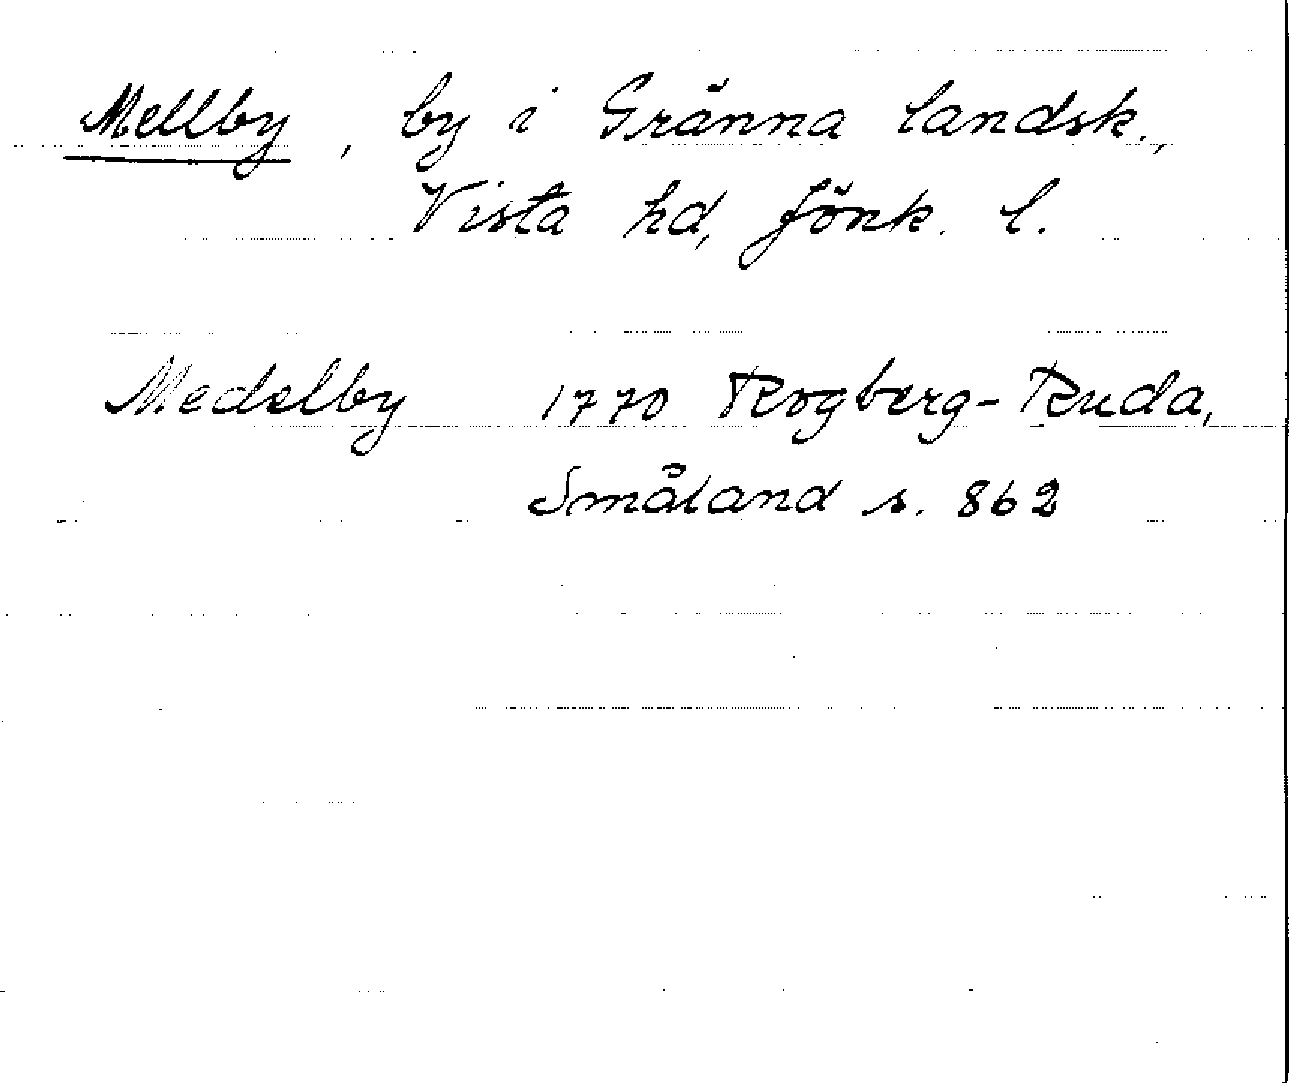 Mellby, by i Gränna landsk.,
Vista hd, Jönk. l.
Medelby 1770 Rogberg-Ruda,
Småland s. 862